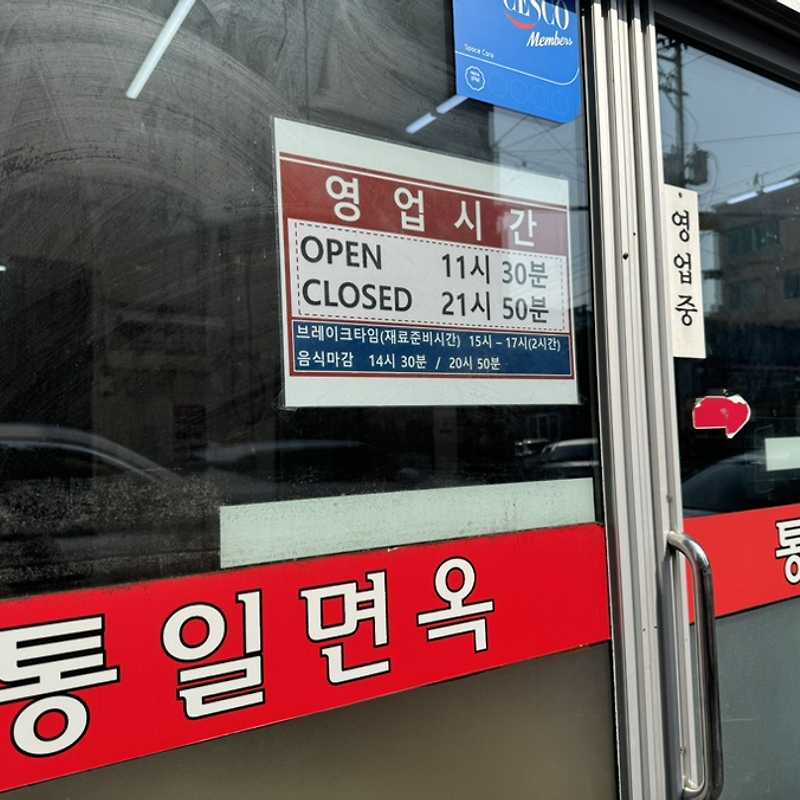 CESCO
Members
Space Care
영업시간
OPEN 11시 30분
CLOSED 21시 50분
브레이크타임(재료준비시간) 15시 – 17시(2시간)
음식마감 14시 30분 / 20시 50분
영업중
통일면옥
통